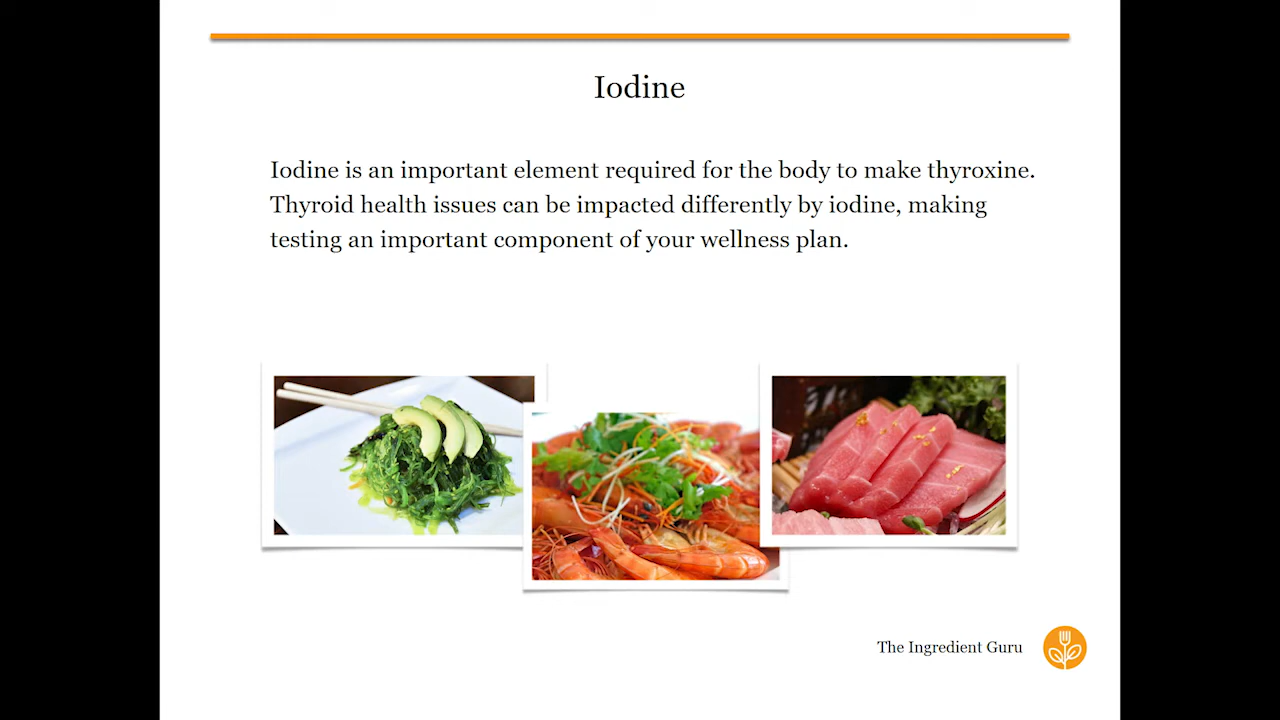 Iodine
Iodine is an important element required for the body to make thyroxine.
Thyroid health issues can be impacted differently by iodine, making
testing an important component of your wellness plan.
The Ingredient Guru